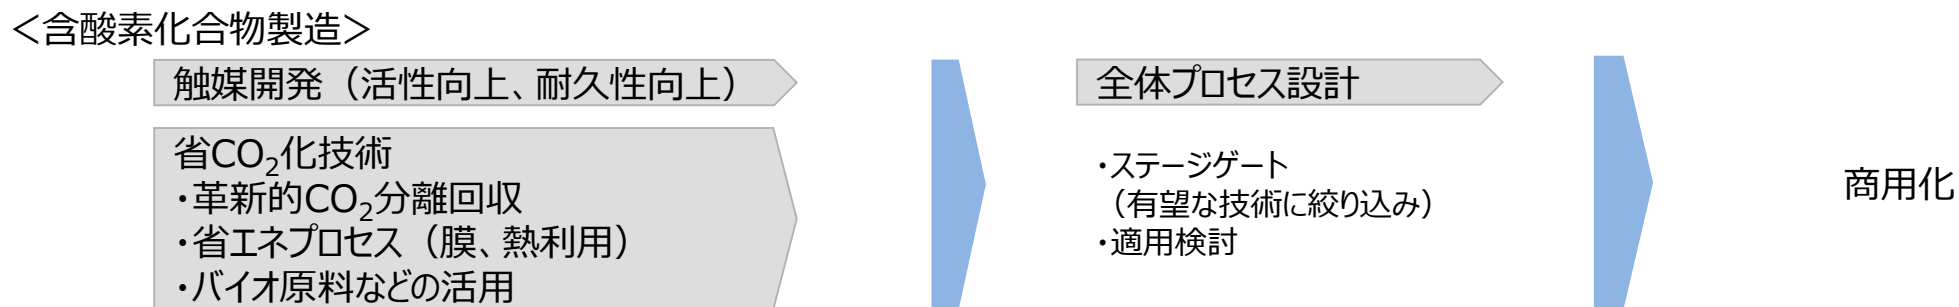 ＜含酸素化合物製造＞
触媒開発（活性向上、耐久性向上）
省CO₂化技術
・革新的CO₂分離回収
・省エネプロセス（膜、熱利用）
・バイオ原料などの活用
全体プロセス設計
・ステージゲート
（有望な技術に絞り込み）
・適用検討
商用化